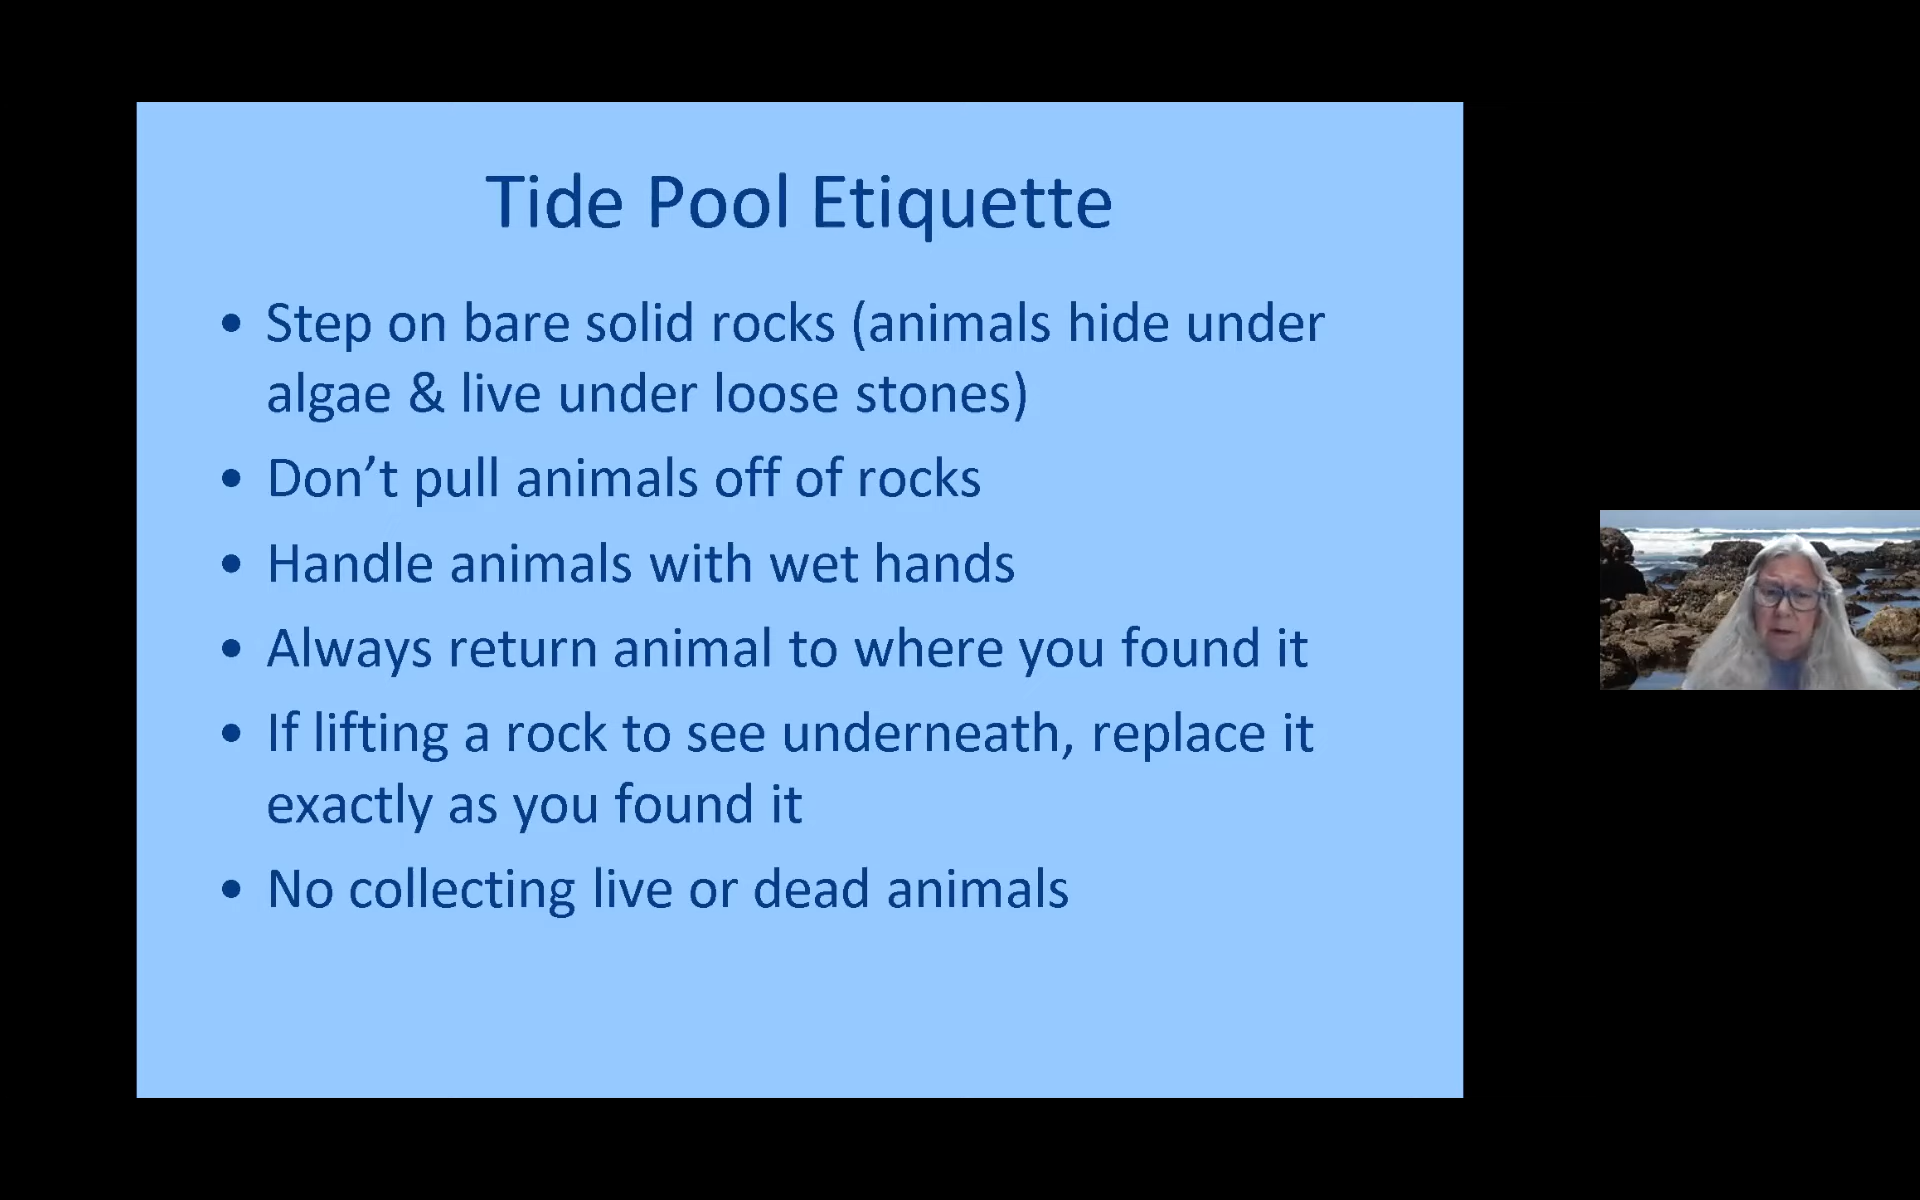 Tide Pool Etiquette
• Step on bare solid rocks (animals hide under
algae & live under loose stones)
• Don’t pull animals off of rocks
• Handle animals with wet hands
• Always return animal to where you found it
• If lifting a rock to see underneath, replace it
exactly as you found it
• No collecting live or dead animals